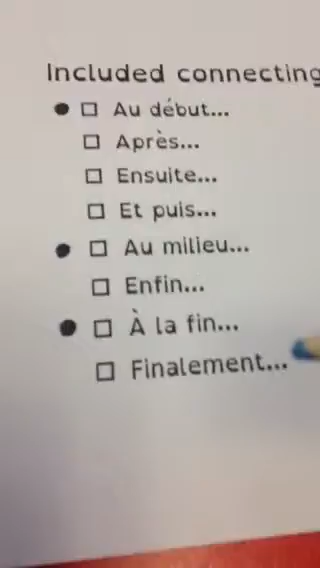 Included connecting
● □ Au début...
□ Après...
□ Ensuite...
□ Et puis...
● □ Au milieu...
□ Enfin...
● □ À la fin...
□ Finalement...